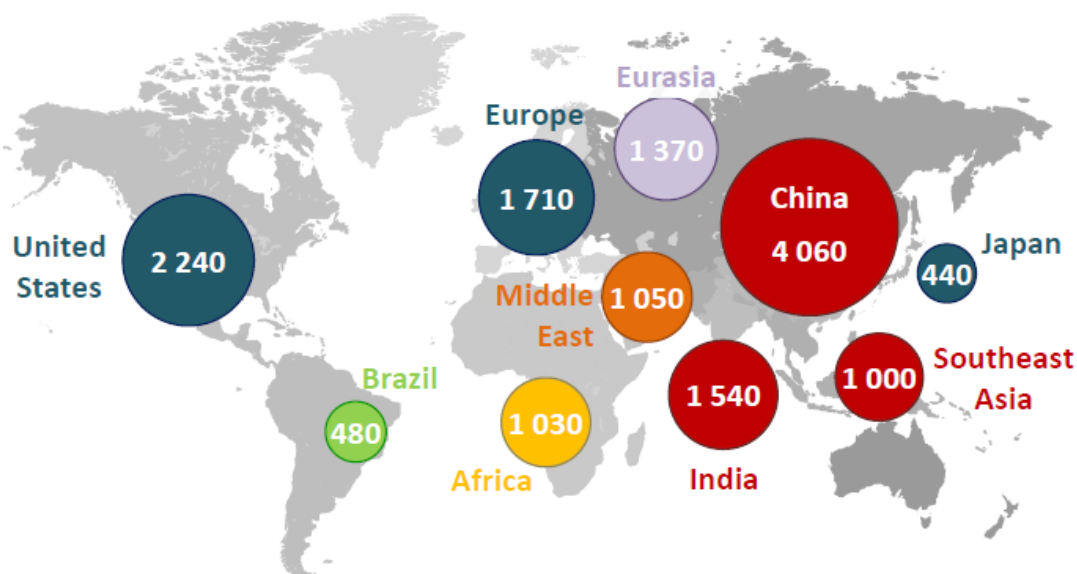 Eurasia
1 370
Europe
1 710
China
4 060
United
States
2 240
Japan
440
Middle
East
1 050
Southeast
Asia
1 000
Brazil
480
India
1 540
Africa
1 030